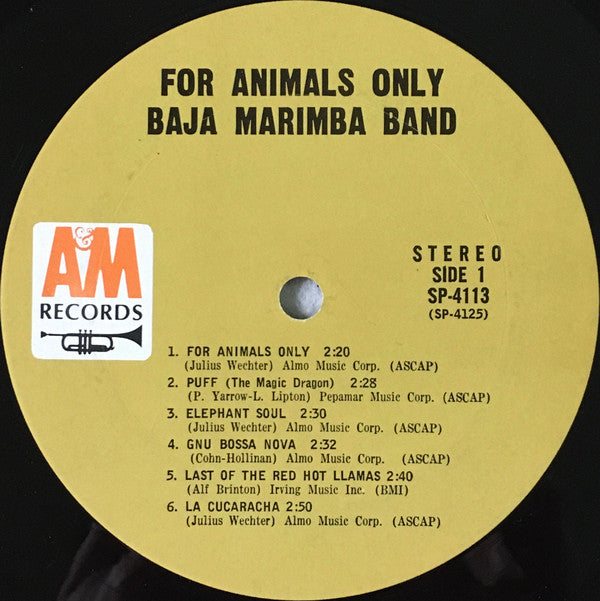 FOR ANIMALS ONLY
BAJA MARIMBA BAND
A&M
RECORDS
STEREO
SIDE 1
SP-4113
(SP-4125)
1. FOR ANIMALS ONLY 2:20
(Julius Wechter) Almo Music Corp. (ASCAP)
2. PUFF (The Magic Dragon) 2:28
(P. Yarrow-L. Lipton) Pepamar Music Corp. (ASCAP)
3. ELEPHANT SOUL 2:30
(Julius Wechter) Almo Music Corp. (ASCAP)
4. GNU BOSSA NOVA 2:32
(Cohn-Hollinan) Almo Music Corp. (ASCAP)
5. LAST OF THE RED HOT LLAMAS 2:40
(Alf Brinton) Irving Music Inc. (BMI)
6. LA CUCARACHA 2:50
(Julius Wechter) Almo Music Corp. (ASCAP)